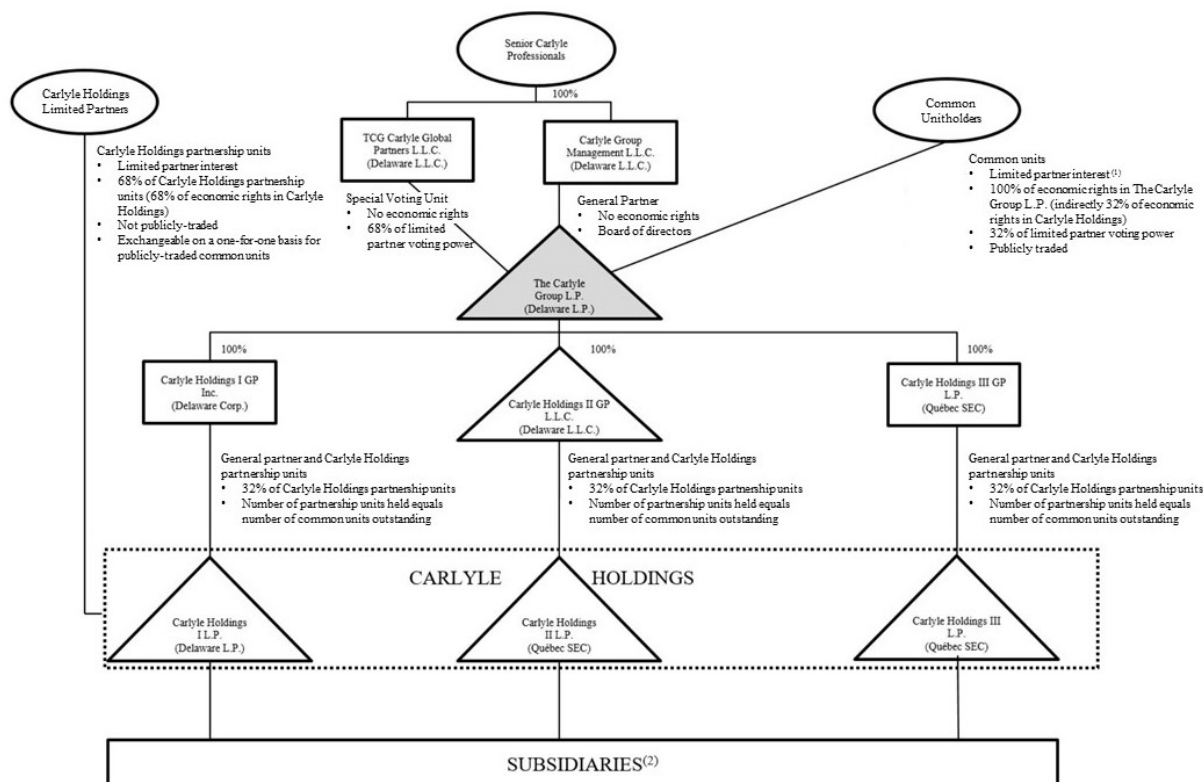 Senior Carlyle
Professionals
100%
Carlyle Holdings
Limited Partners
Common
Unitholders
TCG Carlyle Global
Partners L.L.C.
(Delaware L.L.C.)
Carlyle Group
Management L.L.C.
(Delaware L.L.C.)
Carlyle Holdings partnership units
• Limited partner interest
• 68% of Carlyle Holdings partnership
units (68% of economic rights in Carlyle
Holdings)
• Not publicly-traded
• Exchangeable on a one-for-one basis for
publicly-traded common units
Special Voting Unit
• No economic rights
• 68% of limited
partner voting power
General Partner
• No economic rights
• Board of directors
Common units
• Limited partner interest(1)
• 100% of economic rights in The Carlyle
Group L.P. (indirectly 32% of economic
rights in Carlyle Holdings)
• 32% of limited partner voting power
• Publicly traded
The Carlyle
Group L.P.
(Delaware L.P.)
100%
100%
100%
Carlyle Holdings I GP
Inc.
(Delaware Corp.)
Carlyle Holdings II GP
L.L.C.
(Delaware L.L.C.)
Carlyle Holdings III GP
L.P.
(Québec SEC)
General partner and Carlyle Holdings
partnership units
• 32% of Carlyle Holdings partnership units
• Number of partnership units held equals
number of common units outstanding
General partner and Carlyle Holdings
partnership units
• 32% of Carlyle Holdings partnership units
• Number of partnership units held equals
number of common units outstanding
General partner and Carlyle Holdings
partnership units
• 32% of Carlyle Holdings partnership units
• Number of partnership units held equals
number of common units outstanding
CARLYLE HOLDINGS
Carlyle Holdings
I L.P.
(Delaware L.P.)
Carlyle Holdings
II L.P.
(Québec SEC)
Carlyle Holdings III
L.P.
(Québec SEC)
SUBSIDIARIES(2)